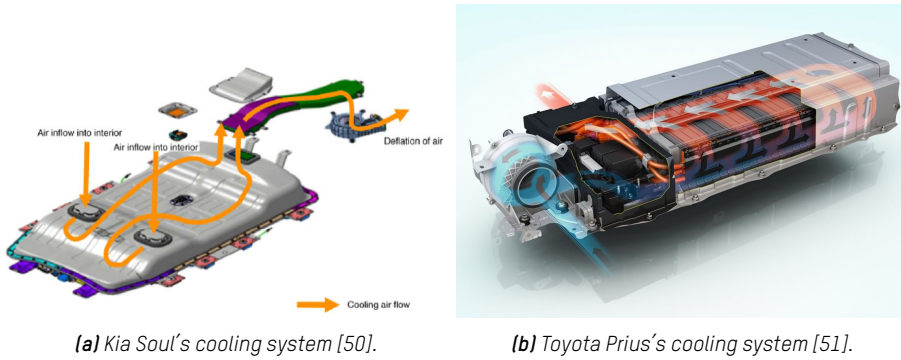 Air inflow into interior
Air inflow into interior
Deflation of air
Cooling air flow
(a) Kia Soul´s cooling system [50].
(b) Toyota Prius´s cooling system [51].